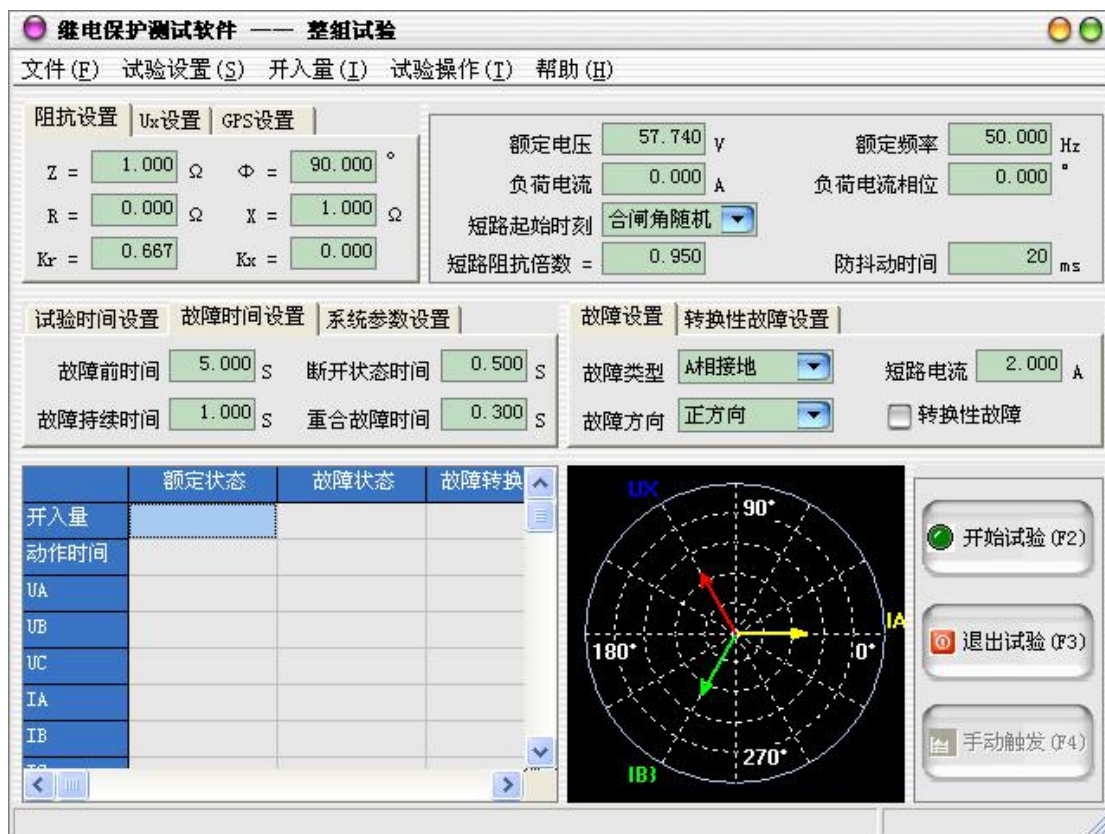 继电保护测试软件 —— 整组试验
文件(F) 试验设置(S) 开入量(I) 试验操作(T) 帮助(H)
阻抗设置 Ux设置 GPS设置
Z = 1.000 Ω Φ = 90.000 °
R = 0.000 Ω X = 1.000 Ω
Kr = 0.667 Kx = 0.000
额定电压 57.740 V 额定频率 50.000 Hz
负荷电流 0.000 A 负荷电流相位 0.000 °
短路起始时刻 合闸角随机
短路阻抗倍数 = 0.950 防抖动时间 20 ms
试验时间设置 故障时间设置 系统参数设置
故障前时间 5.000 S 断开状态时间 0.500 S
故障持续时间 1.000 S 重合故障时间 0.300 S
故障设置 转换性故障设置
故障类型 A相接地 短路电流 2.000 A
故障方向 正方向 转换性故障
额定状态 故障状态 故障转换
开入量
动作时间
UA
UB
UC
IA
IB
UX
90°
IA
180° 0°
270°
IB
开始试验(F2)
退出试验(F3)
手动触发(F4)